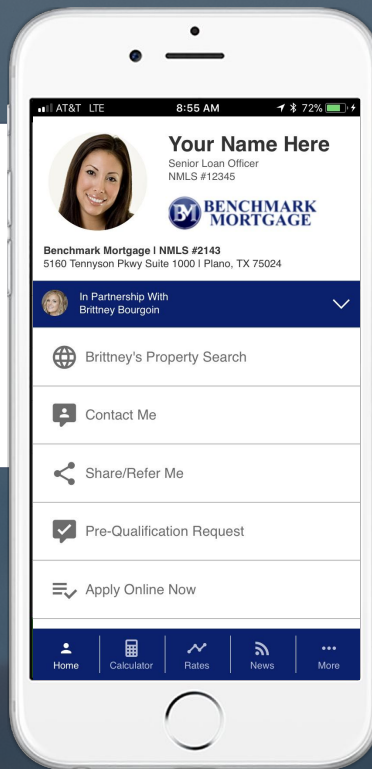 AT&T LTE 8:55 AM 72%
Your Name Here
Senior Loan Officer
NMLS #12345
BM BENCHMARK
MORTGAGE
Benchmark Mortgage | NMLS #2143
5160 Tennyson Pkwy Suite 1000 | Plano, TX 75024
In Partnership With
Brittney Bourgoin
Brittney's Property Search
Contact Me
Share/Refer Me
Pre-Qualification Request
Apply Online Now
Home Calculator Rates News More